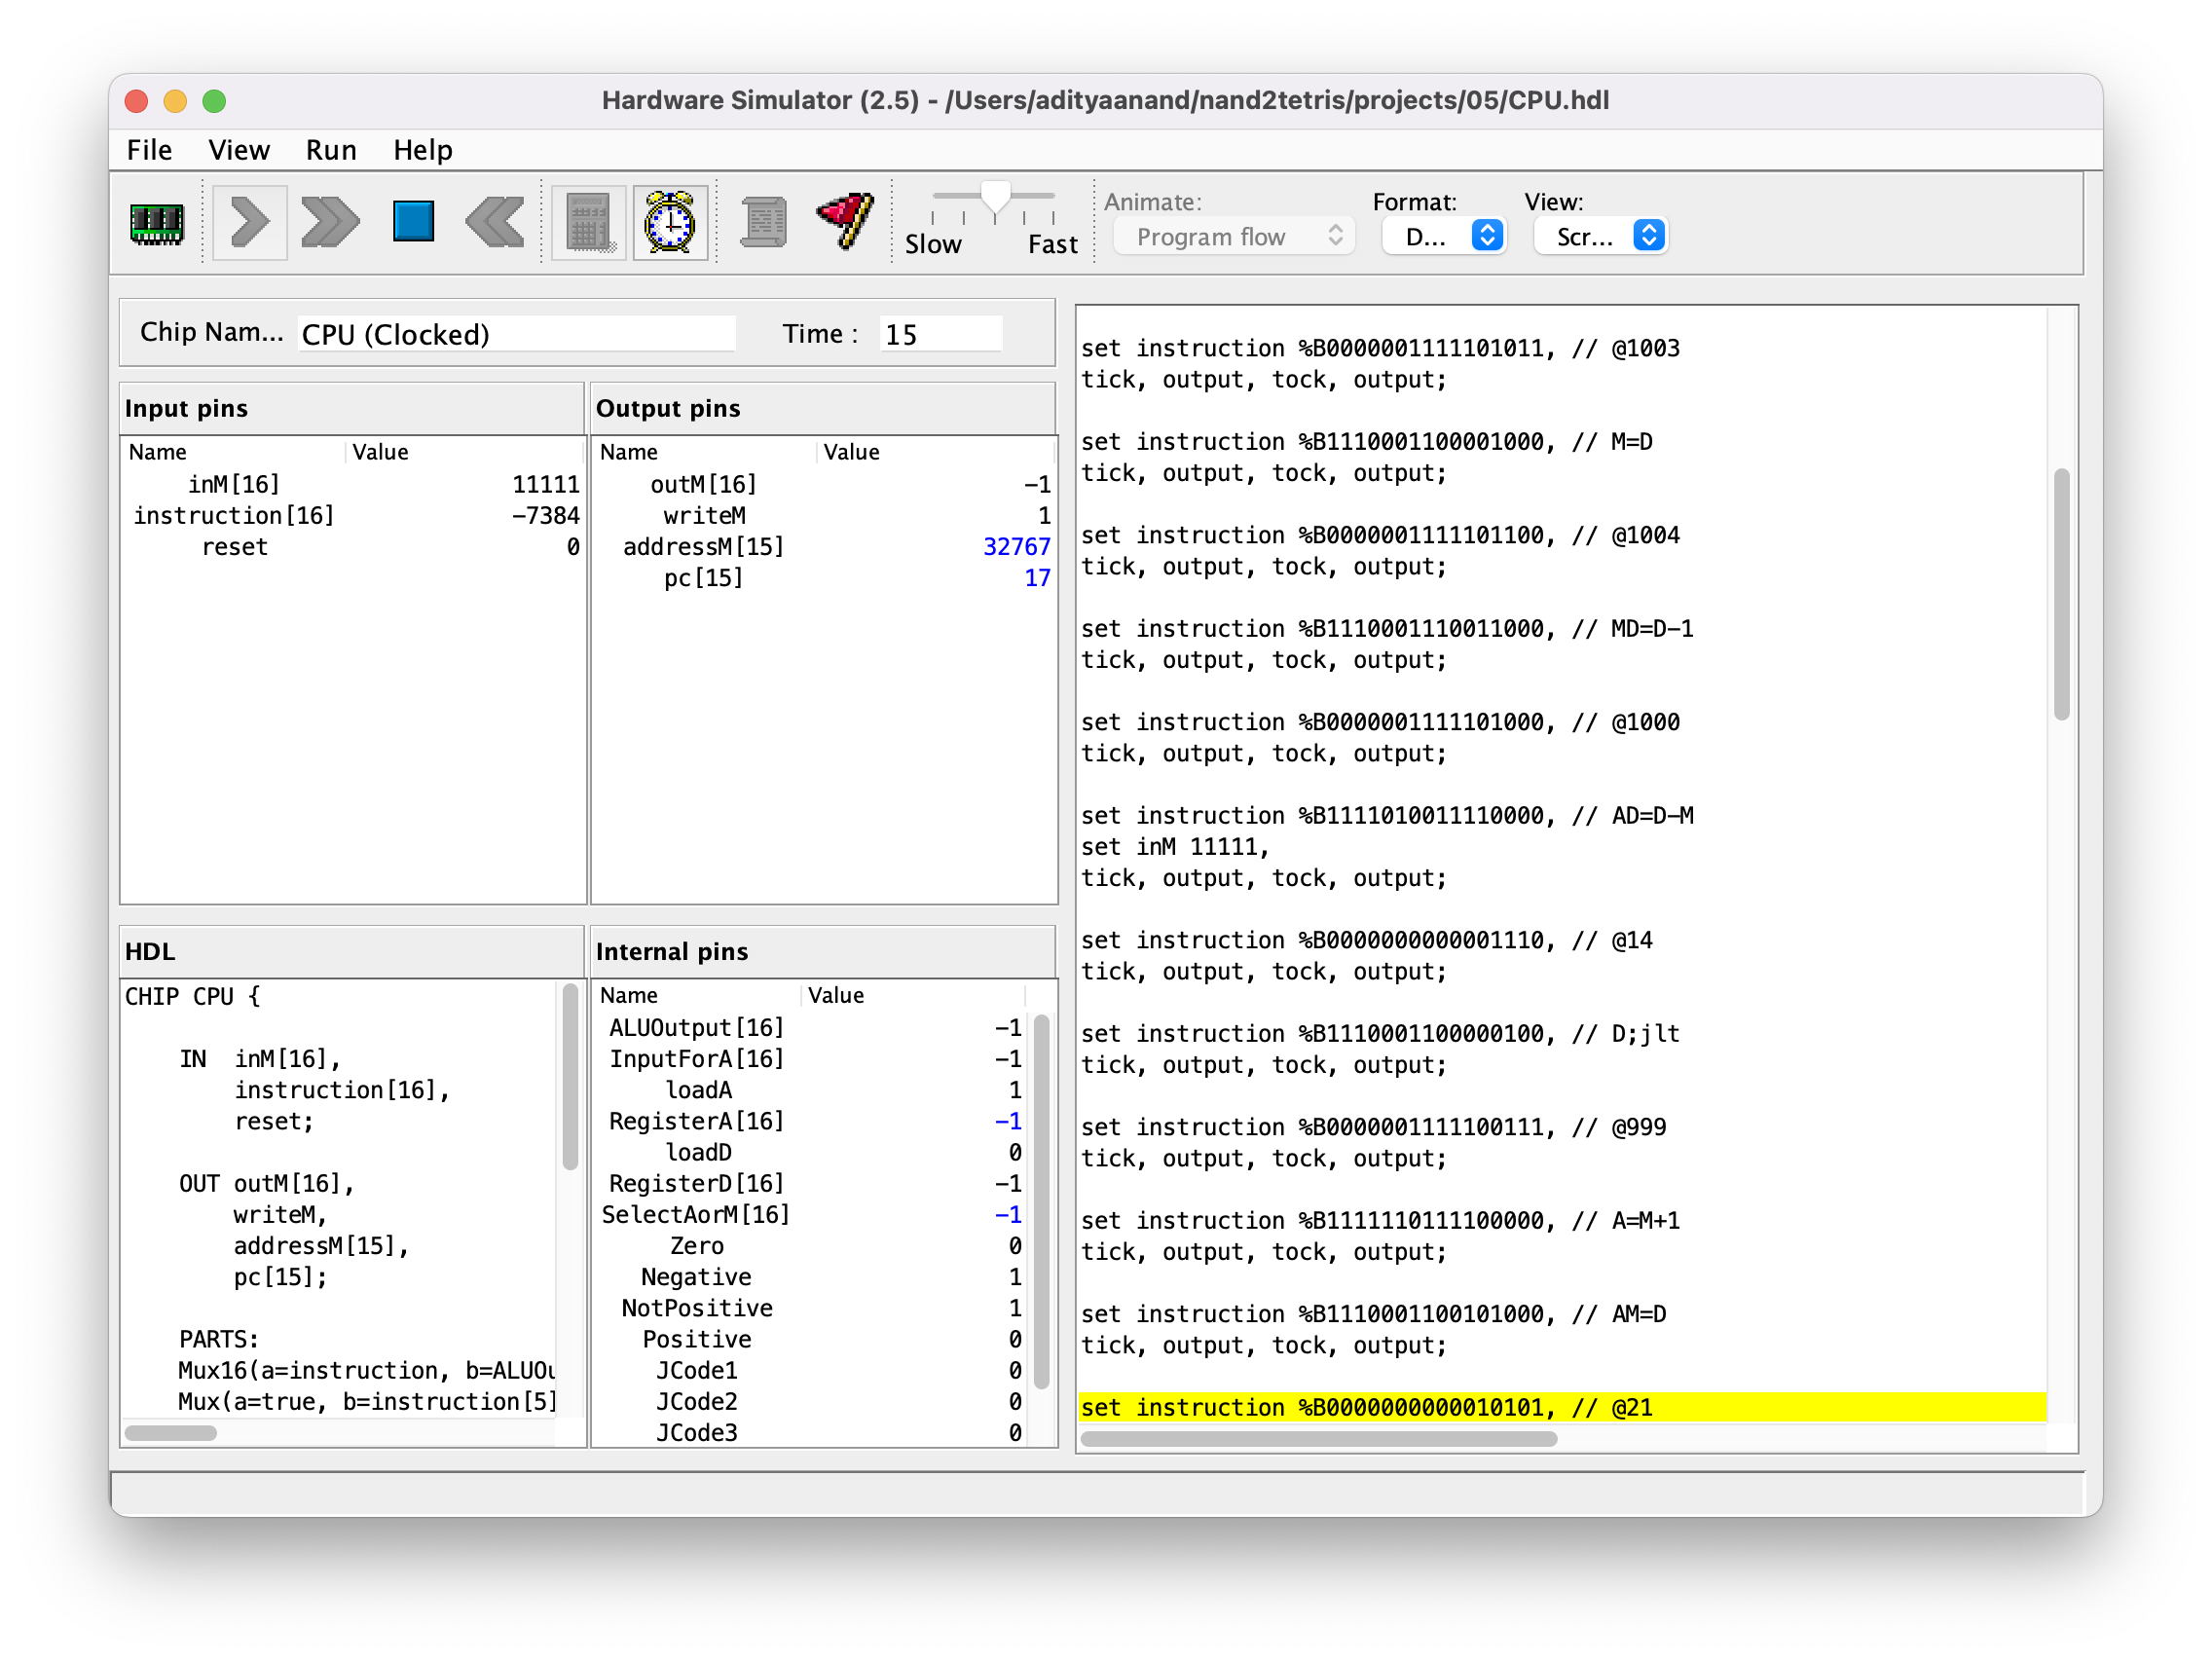 Hardware Simulator (2.5) - /Users/adityaanand/nand2tetris/projects/05/CPU.hdl
File View Run Help
Slow Fast
Animate:
Program flow
Format:
D...
View:
Scr...
Chip Nam... CPU (Clocked) Time : 15
Input pins
Name Value
inM[16] 11111
instruction[16] -7384
reset 0
Output pins
Name Value
outM[16] -1
writeM 1
addressM[15] 32767
pc[15] 17
HDL
CHIP CPU {
IN inM[16],
instruction[16],
reset;
OUT outM[16],
writeM,
addressM[15],
pc[15];
PARTS:
Mux16(a=instruction, b=ALUOu
Mux(a=true, b=instruction[5]
Internal pins
Name Value
ALUOutput[16] -1
InputForA[16] -1
loadA 1
RegisterA[16] -1
loadD 0
RegisterD[16] -1
SelectAorM[16] -1
Zero 0
Negative 1
NotPositive 1
Positive 0
JCode1 0
JCode2 0
JCode3 0
set instruction %B0000001111101011, // @1003
tick, output, tock, output;
set instruction %B1110001100001000, // M=D
tick, output, tock, output;
set instruction %B0000001111101100, // @1004
tick, output, tock, output;
set instruction %B1110001110011000, // MD=D-1
tick, output, tock, output;
set instruction %B0000001111101000, // @1000
tick, output, tock, output;
set instruction %B1111010011110000, // AD=D-M
set inM 11111,
tick, output, tock, output;
set instruction %B0000000000001110, // @14
tick, output, tock, output;
set instruction %B1110001100000100, // D;jlt
tick, output, tock, output;
set instruction %B0000001111100111, // @999
tick, output, tock, output;
set instruction %B1111110111100000, // A=M+1
tick, output, tock, output;
set instruction %B1110001100101000, // AM=D
tick, output, tock, output;
set instruction %B0000000000010101, // @21